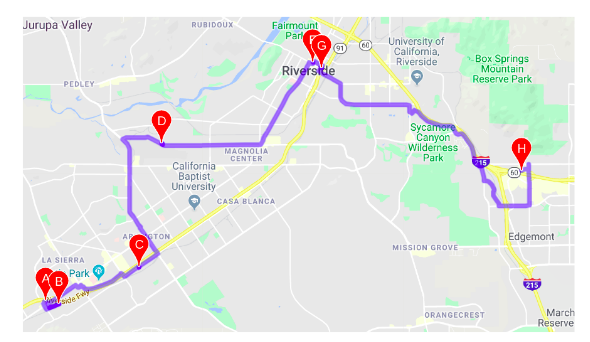 Jurupa Valley
RUBIDOUX
Fairmount
Park
91
60
University of
California,
Riverside
Box Springs
Mountain
Reserve Park
PEDLEY
G
Riverside
D
Sycamore
Canyon
Wilderness
Park
H
MAGNOLIA
CENTER
215
60
California
Baptist
University
CASA BLANCA
C
MISSION GROVE
Edgemont
LA SIERRA
Park
A
B
Fwy
215
ORANGECREST
March
Reserve